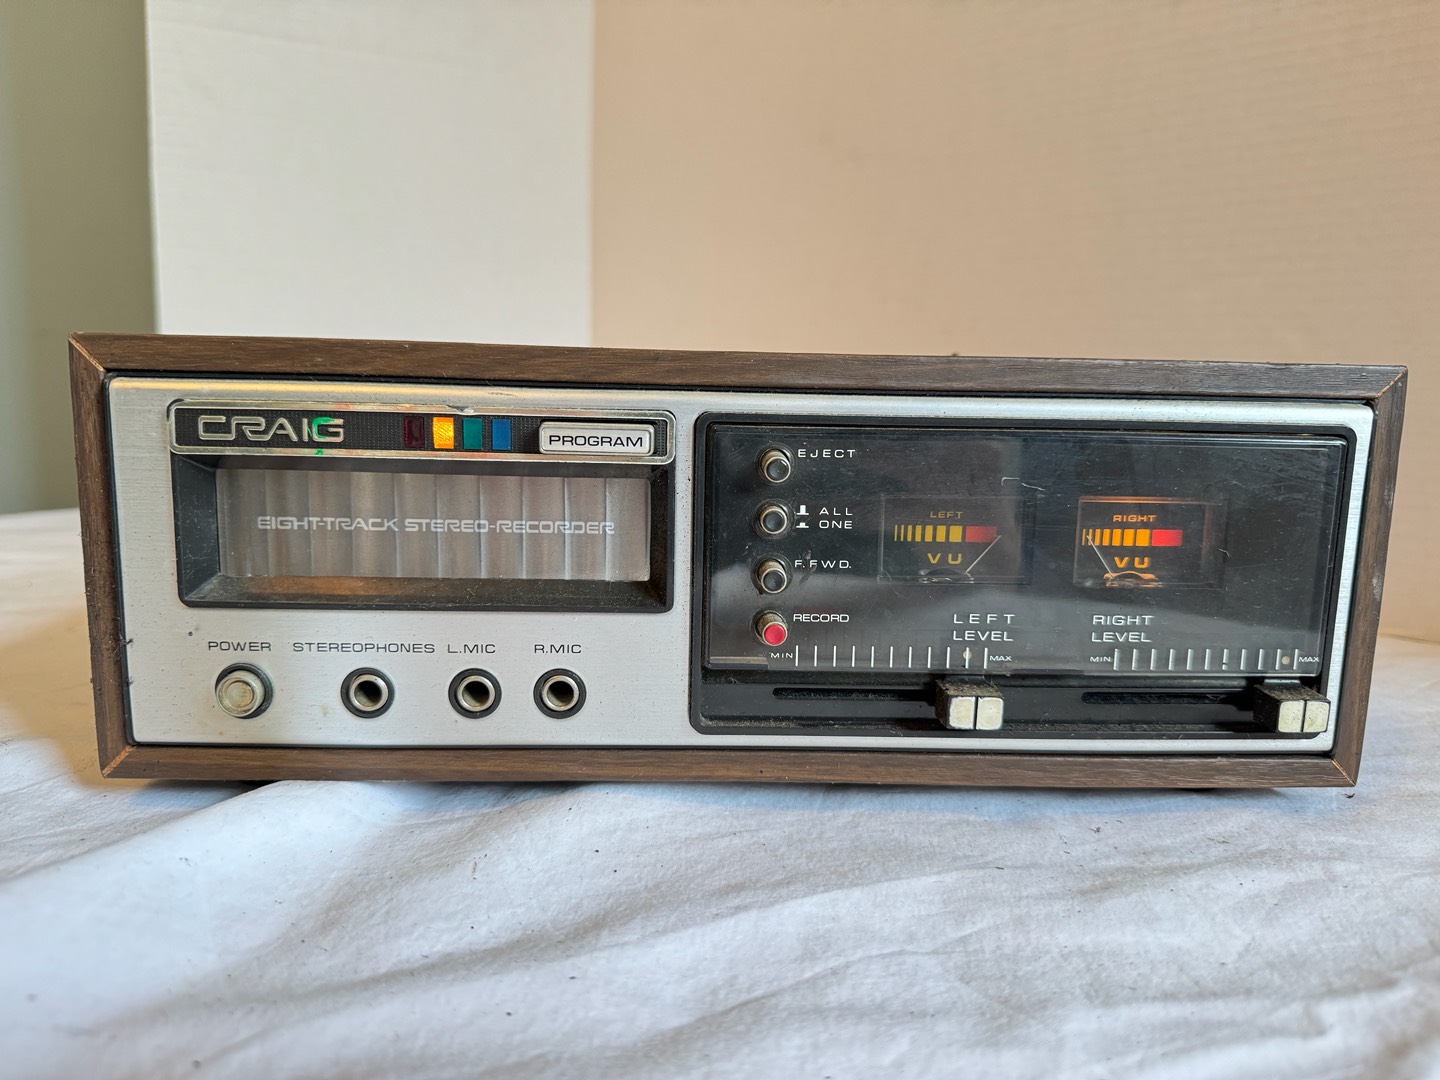 CRAIG
PROGRAM
EIGHT-TRACK STEREO-RECORDER
POWER
STEREOPHONES
L.MIC
R.MIC
EJECT
ALL
ONE
F.FWD.
RECORD
LEFT
VU
RIGHT
VU
LEFT
LEVEL
MIN
MAX
RIGHT
LEVEL
MIN
MAX